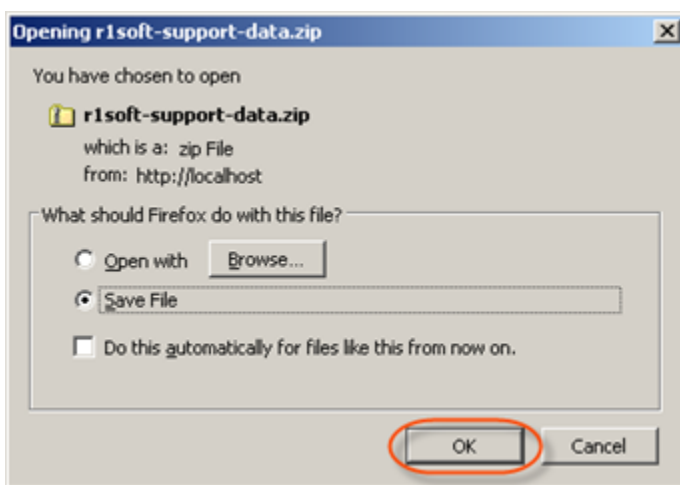 Opening r1soft-support-data.zip
You have chosen to open
r1soft-support-data.zip
which is a: zip File
from: http://localhost
What should Firefox do with this file?
Open with Browse...
Save File
Do this automatically for files like this from now on.
OK Cancel